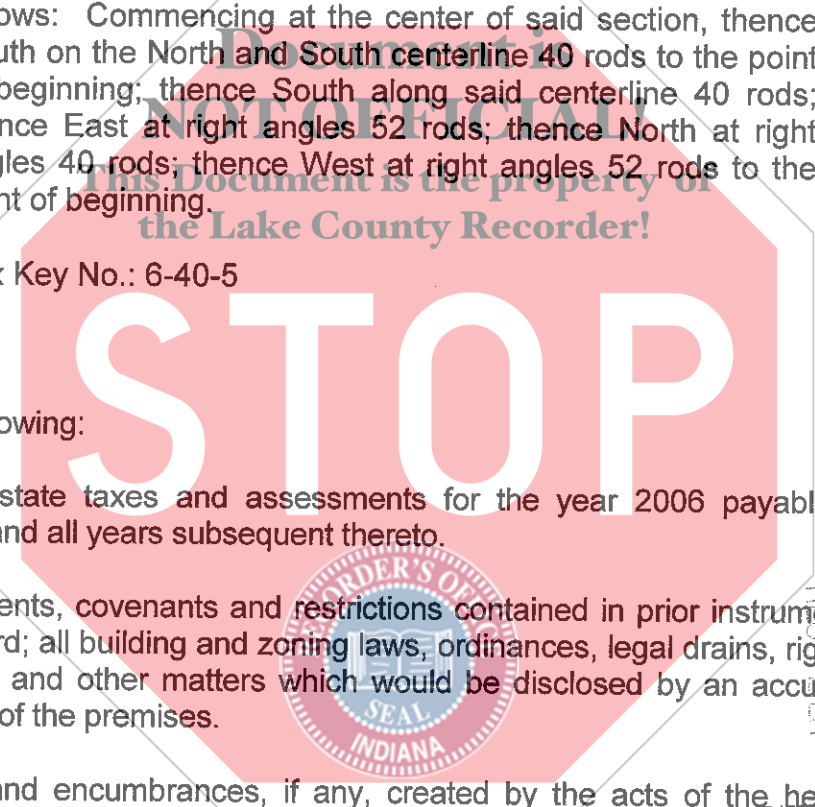 ows: Commencing at the center of said section, thence
uth on the North and South centerline 40 rods to the point
beginning; thence South along said centerline 40 rods;
nce East at right angles 52 rods; thence North at right
gles 40 rods; thence West at right angles 52 rods to the
nt of beginning.
Document is
NOT OFFICIAL!
This Document is the property of
the Lake County Recorder!
x Key No.: 6-40-5
STOP
owing:
state taxes and assessments for the year 2006 payabl
and all years subsequent thereto.
ents, covenants and restrictions contained in prior instrum
rd; all building and zoning laws, ordinances, legal drains, rig
and other matters which would be disclosed by an accu
of the premises.
ORDER'S OF
SEAL
INDIANA
and encumbrances, if any, created by the acts of the he